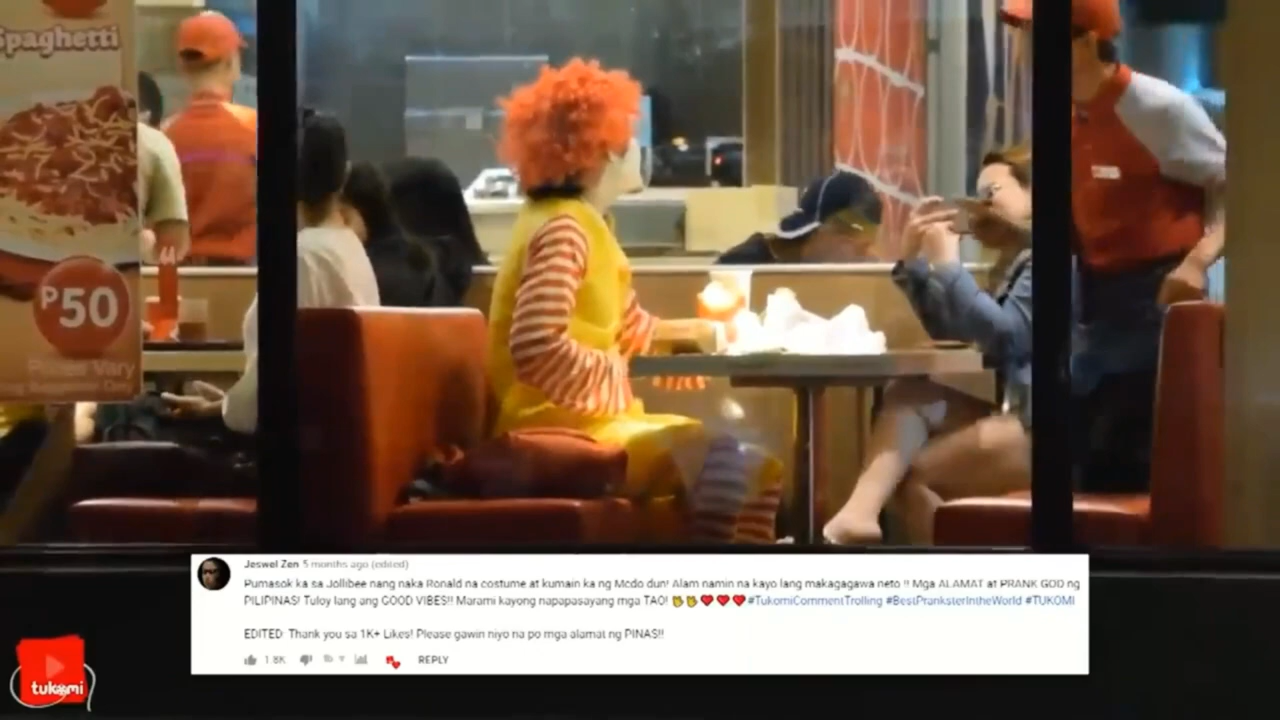 Spaghetti
₱50
Prices Vary
Jeswel Zen 5 months ago (edited)
Pumasok ka sa Jollibee nang naka Ronald na costume at kumain ka ng Mcdo dun! Alam namin na kayo lang makagagawa neto !! Mga ALAMAT at PRANK GOD ng
PILIPINAS! Tuloy lang ang GOOD VIBES!! Marami kayong napapasayang mga TAO! 🤟🤟❤❤❤#TukomiCommentTrolling #BestPranksterIntheWorld #TUKOMI
EDITED: Thank you sa 1K+ Likes! Please gawin niyo na po mga alamat ng PINAS!!
1.8K REPLY
tukomi